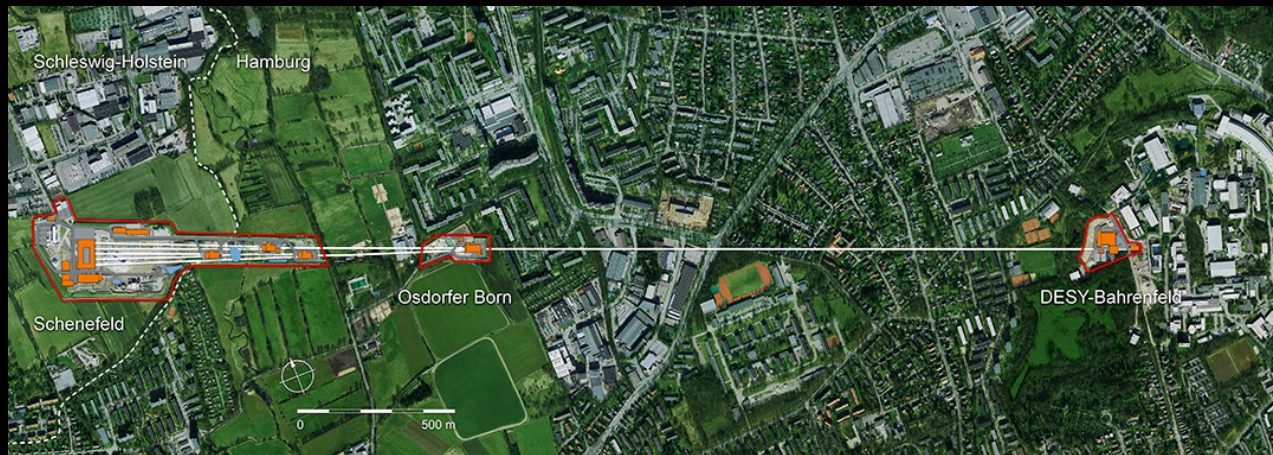 Schleswig-Holstein
Hamburg
Osdorfer Born
DESY-Bahrenfeld
Schenefeld
0
500 m